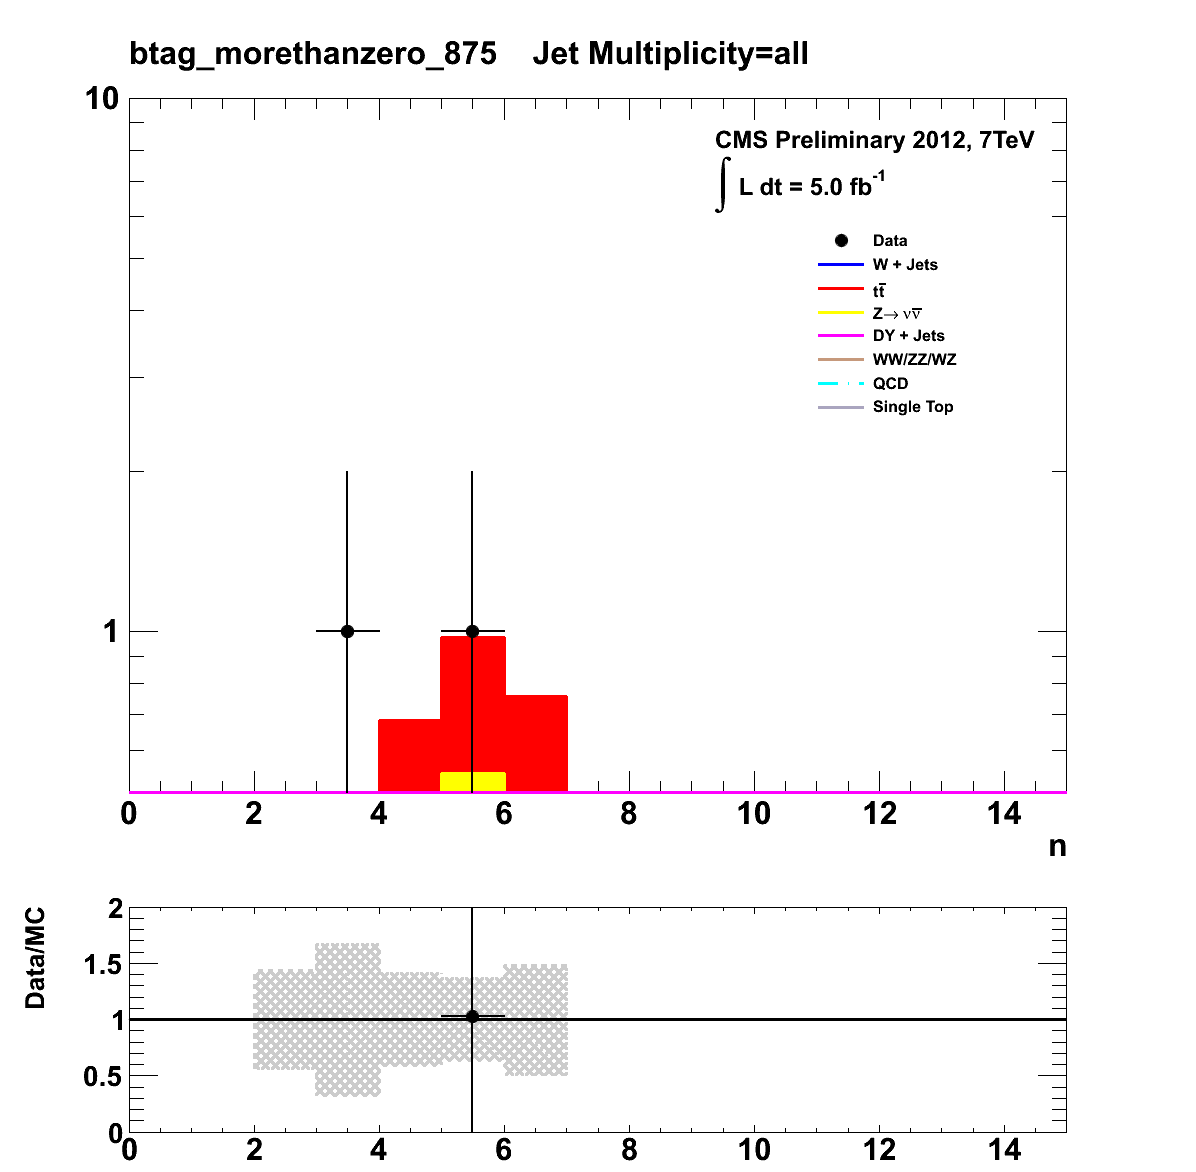 btag_morethanzero_875 Jet Multiplicity=all
10
CMS Preliminary 2012, 7TeV
∫ L dt = 5.0 fb⁻¹
Data
W + Jets
tt̅
Z→ νν̅
DY + Jets
WW/ZZ/WZ
QCD
Single Top
1
0 2 4 6 8 10 12 14
n
Data/MC
2
1.5
1
0.5
0
0 2 4 6 8 10 12 14